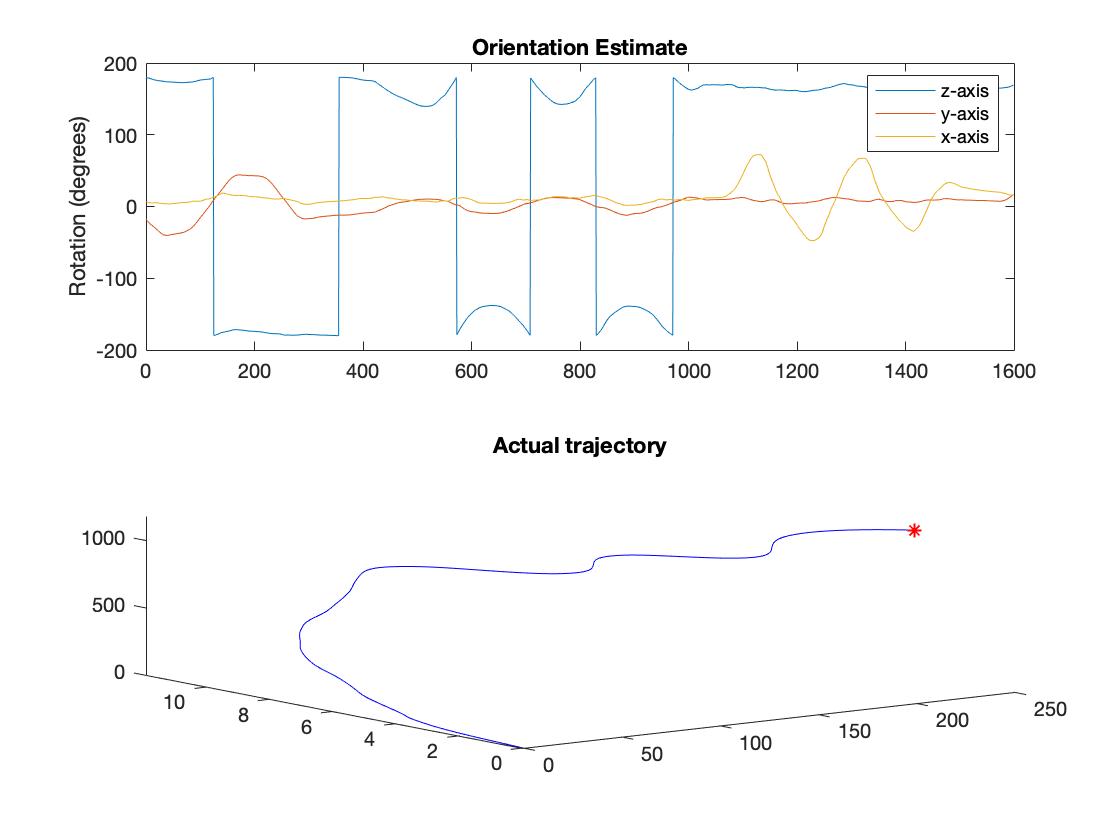 Orientation Estimate
200
100
0
-100
-200
Rotation (degrees)
z-axis
y-axis
x-axis
0 200 400 600 800 1000 1200 1400 1600
Actual trajectory
1000
500
0
10 8 6 4 2 0
0 50 100 150 200 250